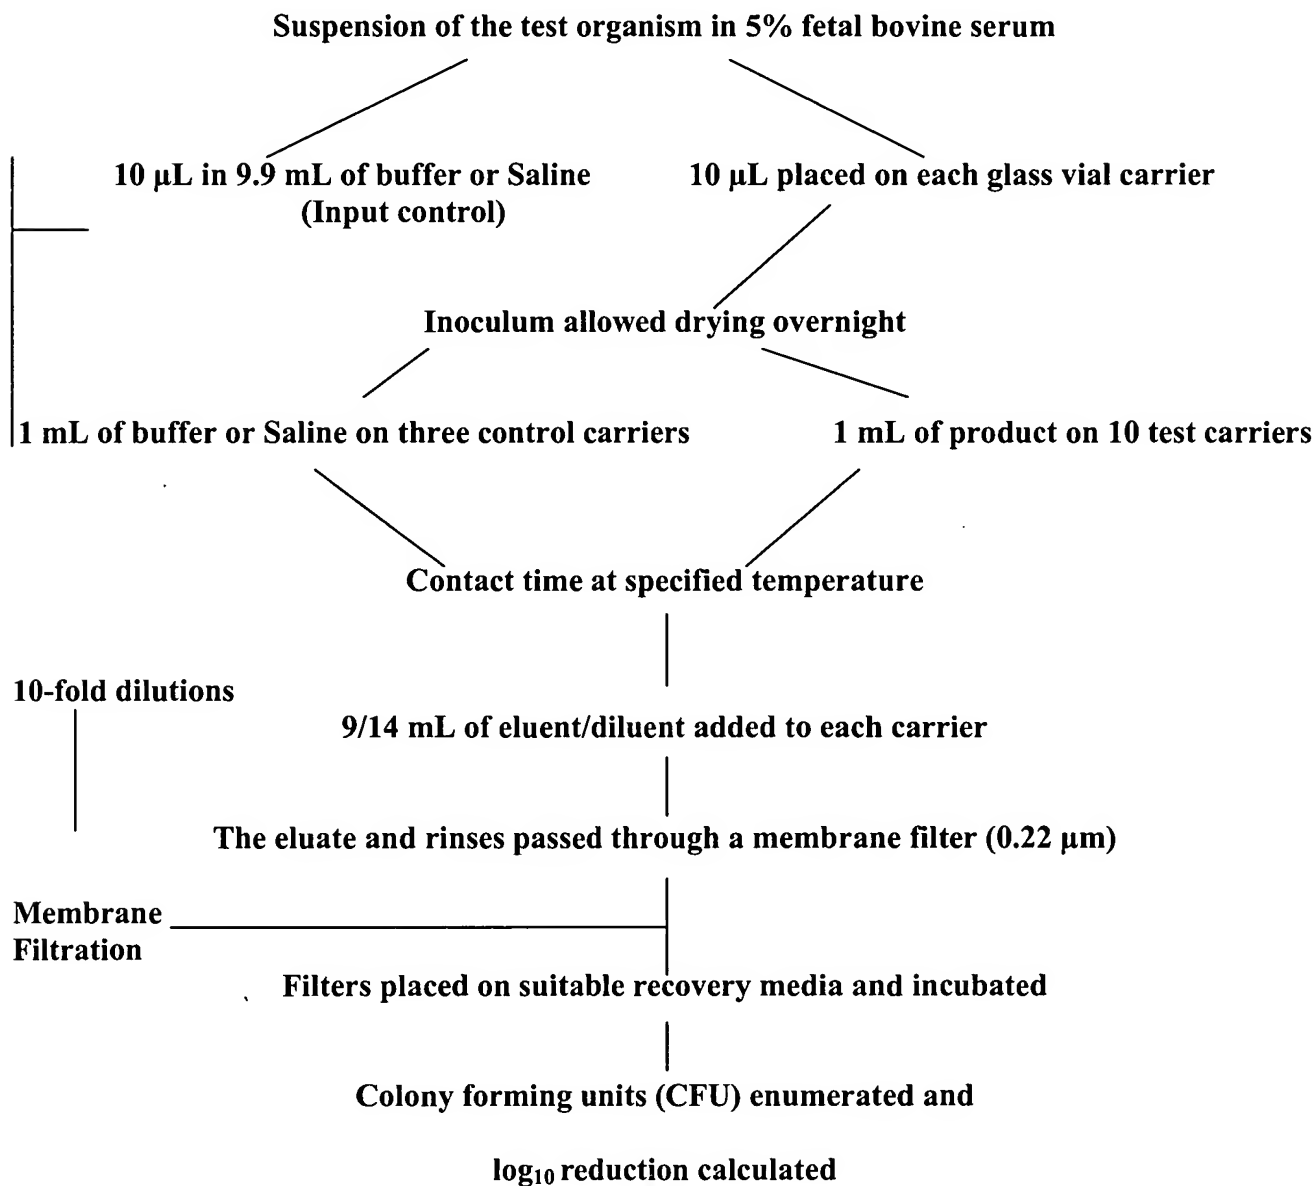 Suspension of the test organism in 5% fetal bovine serum
10 μL in 9.9 mL of buffer or Saline
(Input control)
10 μL placed on each glass vial carrier
Inoculum allowed drying overnight
1 mL of buffer or Saline on three control carriers
1 mL of product on 10 test carriers
Contact time at specified temperature
10-fold dilutions
9/14 mL of eluent/diluent added to each carrier
The eluate and rinses passed through a membrane filter (0.22 μm)
Membrane
Filtration
Filters placed on suitable recovery media and incubated
Colony forming units (CFU) enumerated and
log₁₀ reduction calculated